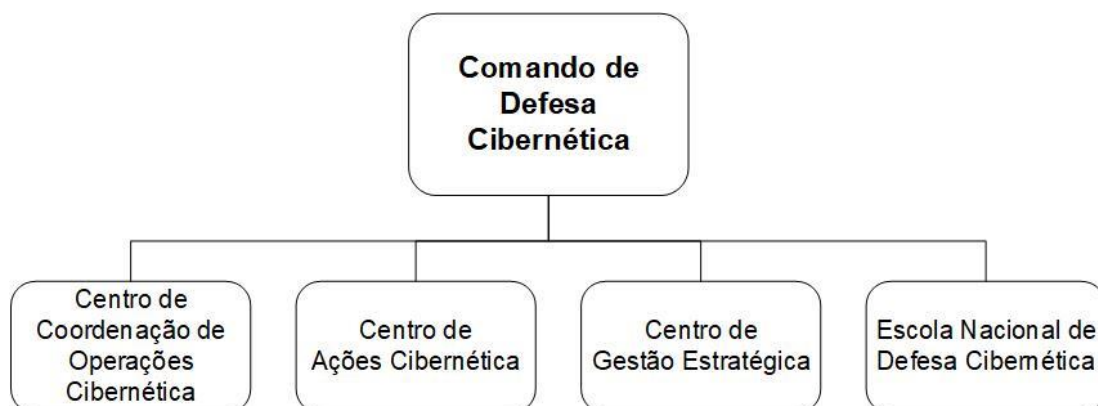 Comando de
Defesa
Cibernética
Centro de
Coordenação de
Operações
Cibernética
Centro de
Ações Cibernética
Centro de
Gestão Estratégica
Escola Nacional de
Defesa Cibernética